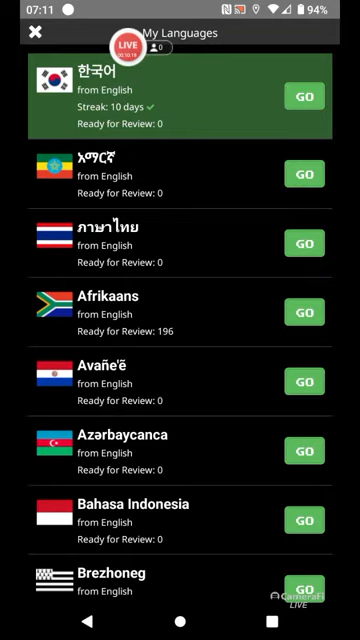 07:11
94%
My Languages
LIVE
00:10:18
0
한국어
from English
Streak: 10 days
Ready for Review: 0
GO
አማርኛ
from English
Ready for Review: 0
GO
ภาษาไทย
from English
Ready for Review: 0
GO
Afrikaans
from English
Ready for Review: 196
GO
Avañe'ẽ
from English
Ready for Review: 0
GO
Azərbaycanca
from English
Ready for Review: 0
GO
Bahasa Indonesia
from English
Ready for Review: 0
GO
Brezhoneg
from English
GO
CameraFi
LIVE